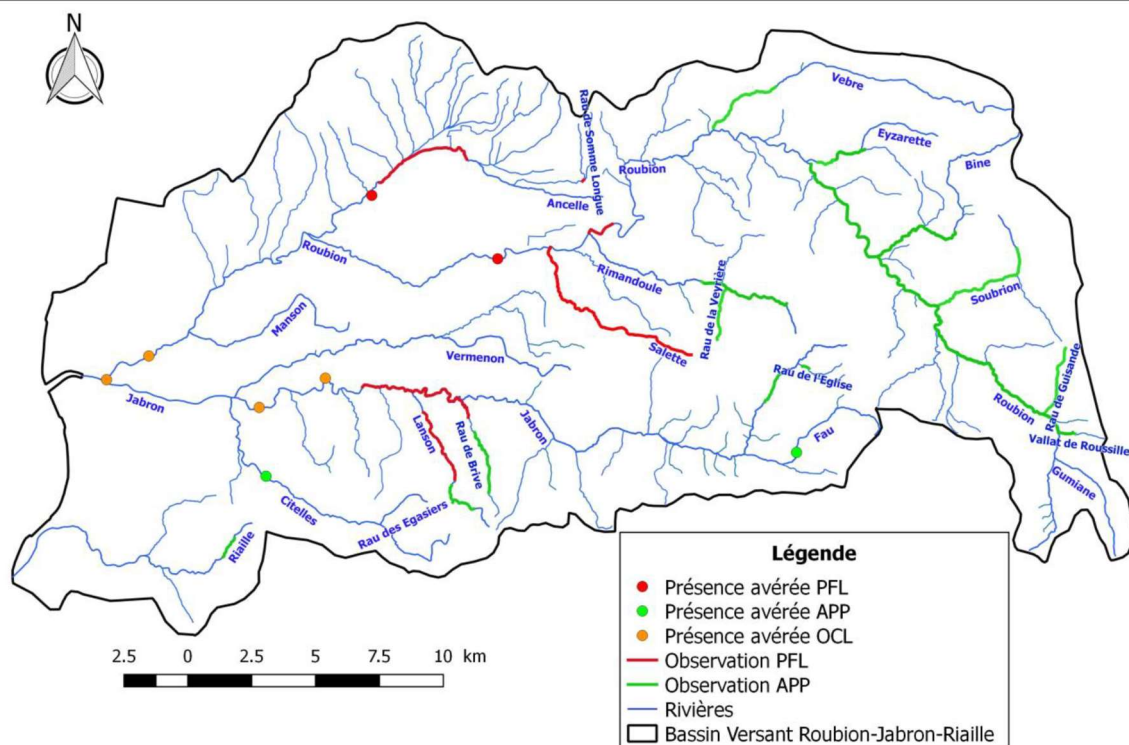 N
Vebre
Eyzarette
Bine
Rau de Somme Longue
Roubion
Ancelle
Roubion
Rimandoule
Rau de la Veyrière
Soubrion
Manson
Salette
Vermenon
Rau de l'Eglise
Rau de Guisande
Jabron
Roubion
Lanson
Rau de Brive
Jabron
Fau
Vallat de Roussille
Gumiane
Citelles
Rau des Egasiers
Riaille
Légende
Présence avérée PFL
Présence avérée APP
Présence avérée OCL
Observation PFL
Observation APP
Rivières
Bassin Versant Roubion-Jabron-Riaille
2.5 0 2.5 5 7.5 10 km